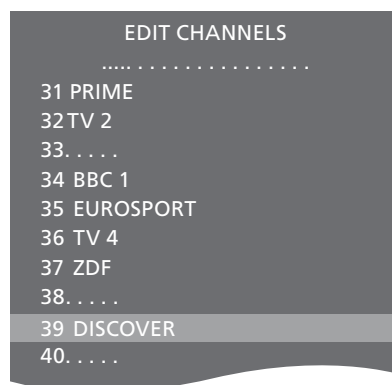 EDIT CHANNELS
..... . . . . . . . . . . . . . . .
31 PRIME
32 TV 2
33. . . . .
34 BBC 1
35 EUROSPORT
36 TV 4
37 ZDF
38. . . . .
39 DISCOVER
40. . . . .